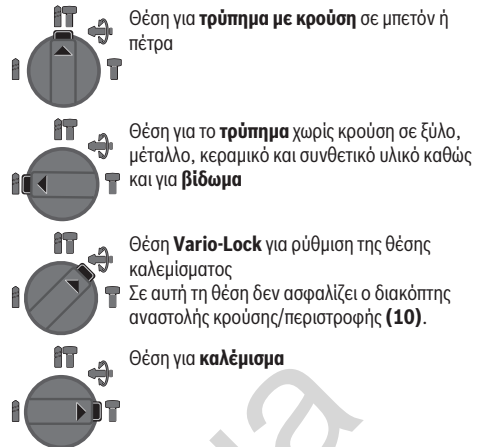 Θέση για τρύπημα με κρούση σε μπετόν ή
πέτρα
Θέση για το τρύπημα χωρίς κρούση σε ξύλο,
μέταλλο, κεραμικό και συνθετικό υλικό καθώς
και για βίδωμα
Θέση Vario-Lock για ρύθμιση της θέσης
καλεμίσματος
Σε αυτή τη θέση δεν ασφαλίζει ο διακόπτης
αναστολής κρούσης/περιστροφής (10).
Θέση για καλέμισμα